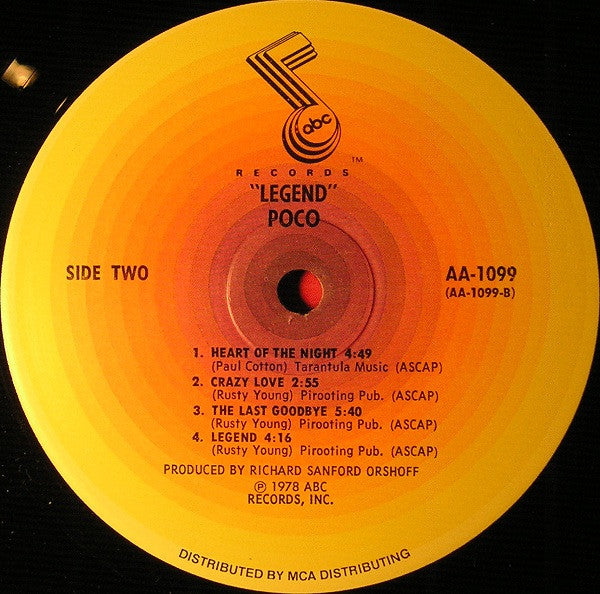 abc
TM
RECORDS
"LEGEND"
POCO
SIDE TWO
AA-1099
(AA-1099-B)
1. HEART OF THE NIGHT 4:49
(Paul Cotton) Tarantula Music (ASCAP)
2. CRAZY LOVE 2:55
(Rusty Young) Pirooting Pub. (ASCAP)
3. THE LAST GOODBYE 5:40
(Rusty Young) Pirooting Pub. (ASCAP)
4. LEGEND 4:16
(Rusty Young) Pirooting Pub. (ASCAP)
PRODUCED BY RICHARD SANFORD ORSHOFF
℗ 1978 ABC
RECORDS, INC.
DISTRIBUTED BY MCA DISTRIBUTING